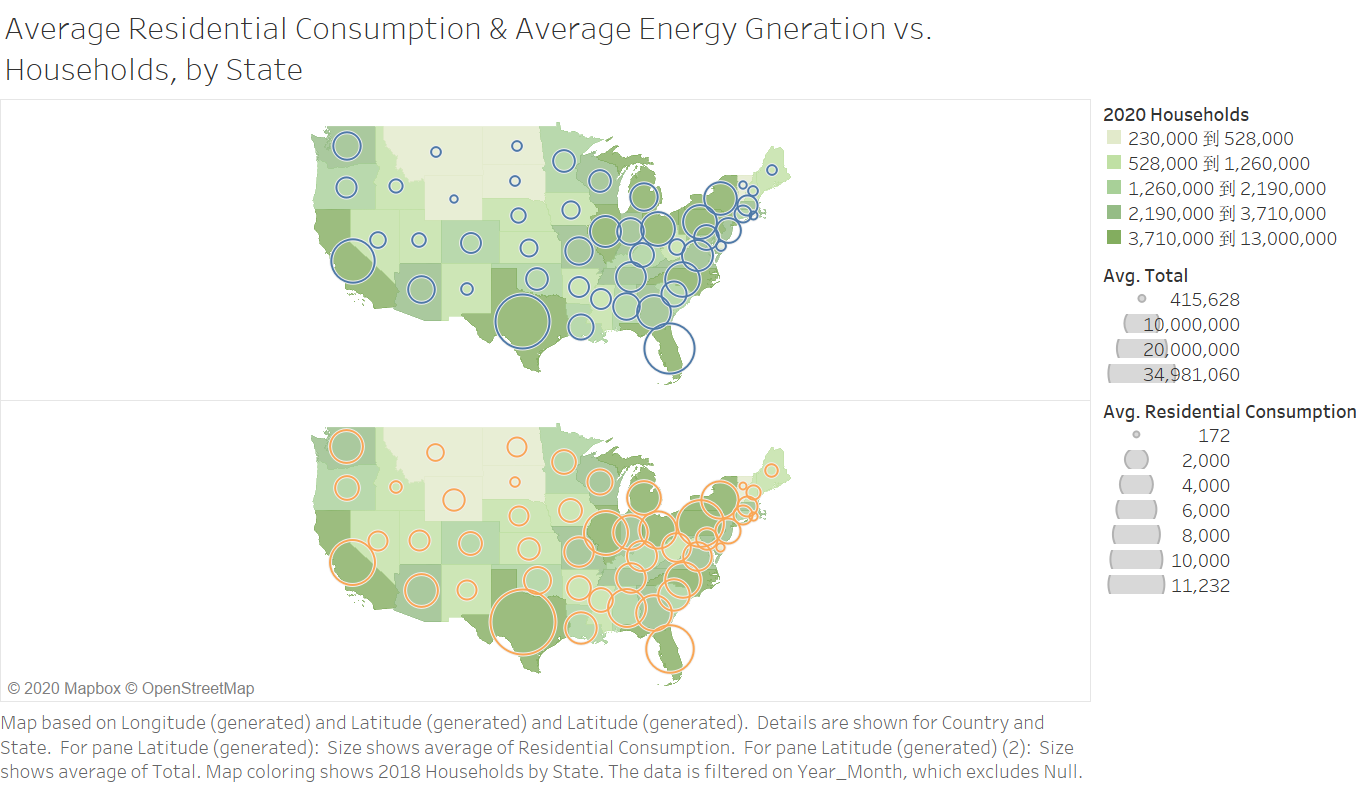 Average Residential Consumption & Average Energy Gneration vs.
Households, by State
2020 Households
230,000 到 528,000
528,000 到 1,260,000
1,260,000 到 2,190,000
2,190,000 到 3,710,000
3,710,000 到 13,000,000
Avg. Total
415,628
10,000,000
20,000,000
34,981,060
Avg. Residential Consumption
172
2,000
4,000
6,000
8,000
10,000
11,232
© 2020 Mapbox © OpenStreetMap
Map based on Longitude (generated) and Latitude (generated) and Latitude (generated).  Details are shown for Country and
State.  For pane Latitude (generated):  Size shows average of Residential Consumption.  For pane Latitude (generated) (2):  Size
shows average of Total. Map coloring shows 2018 Households by State. The data is filtered on Year_Month, which excludes Null.